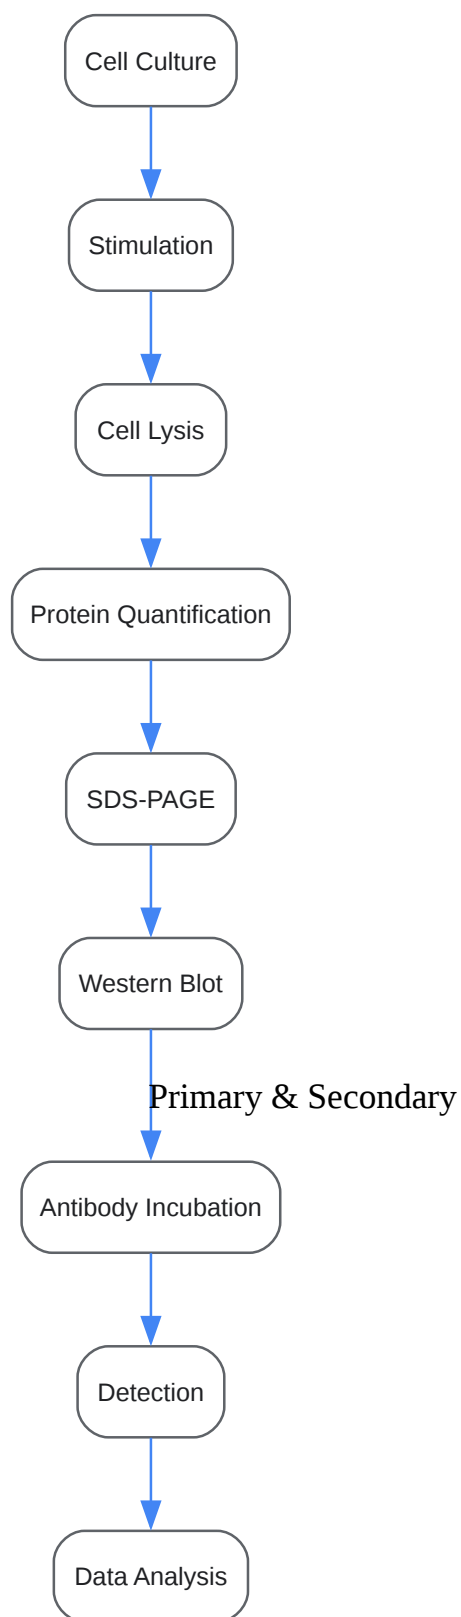 Cell Culture
Stimulation
Cell Lysis
Protein Quantification
SDS-PAGE
Western Blot
Primary & Secondary
Antibody Incubation
Detection
Data Analysis